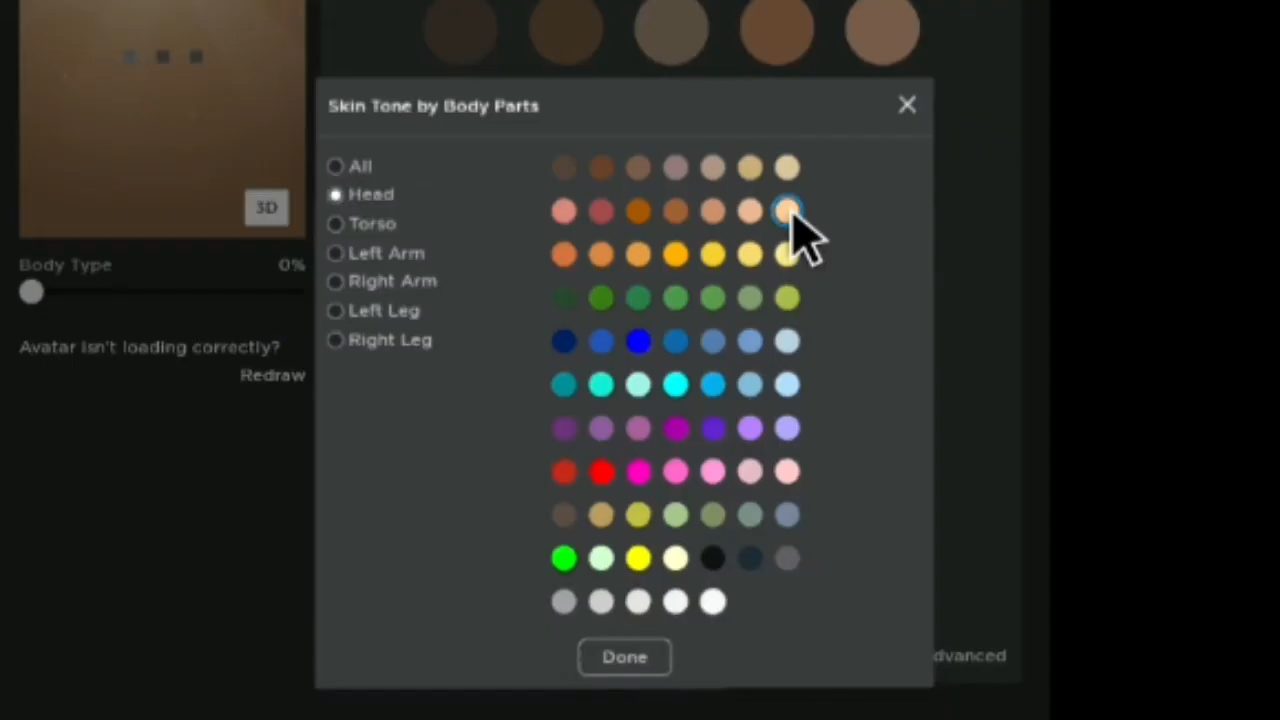 Skin Tone by Body Parts
All
Head
Torso
Left Arm
Right Arm
Left Leg
Right Leg
3D
Body Type 0%
Avatar isn't loading correctly?
Redraw
Done
dvanced